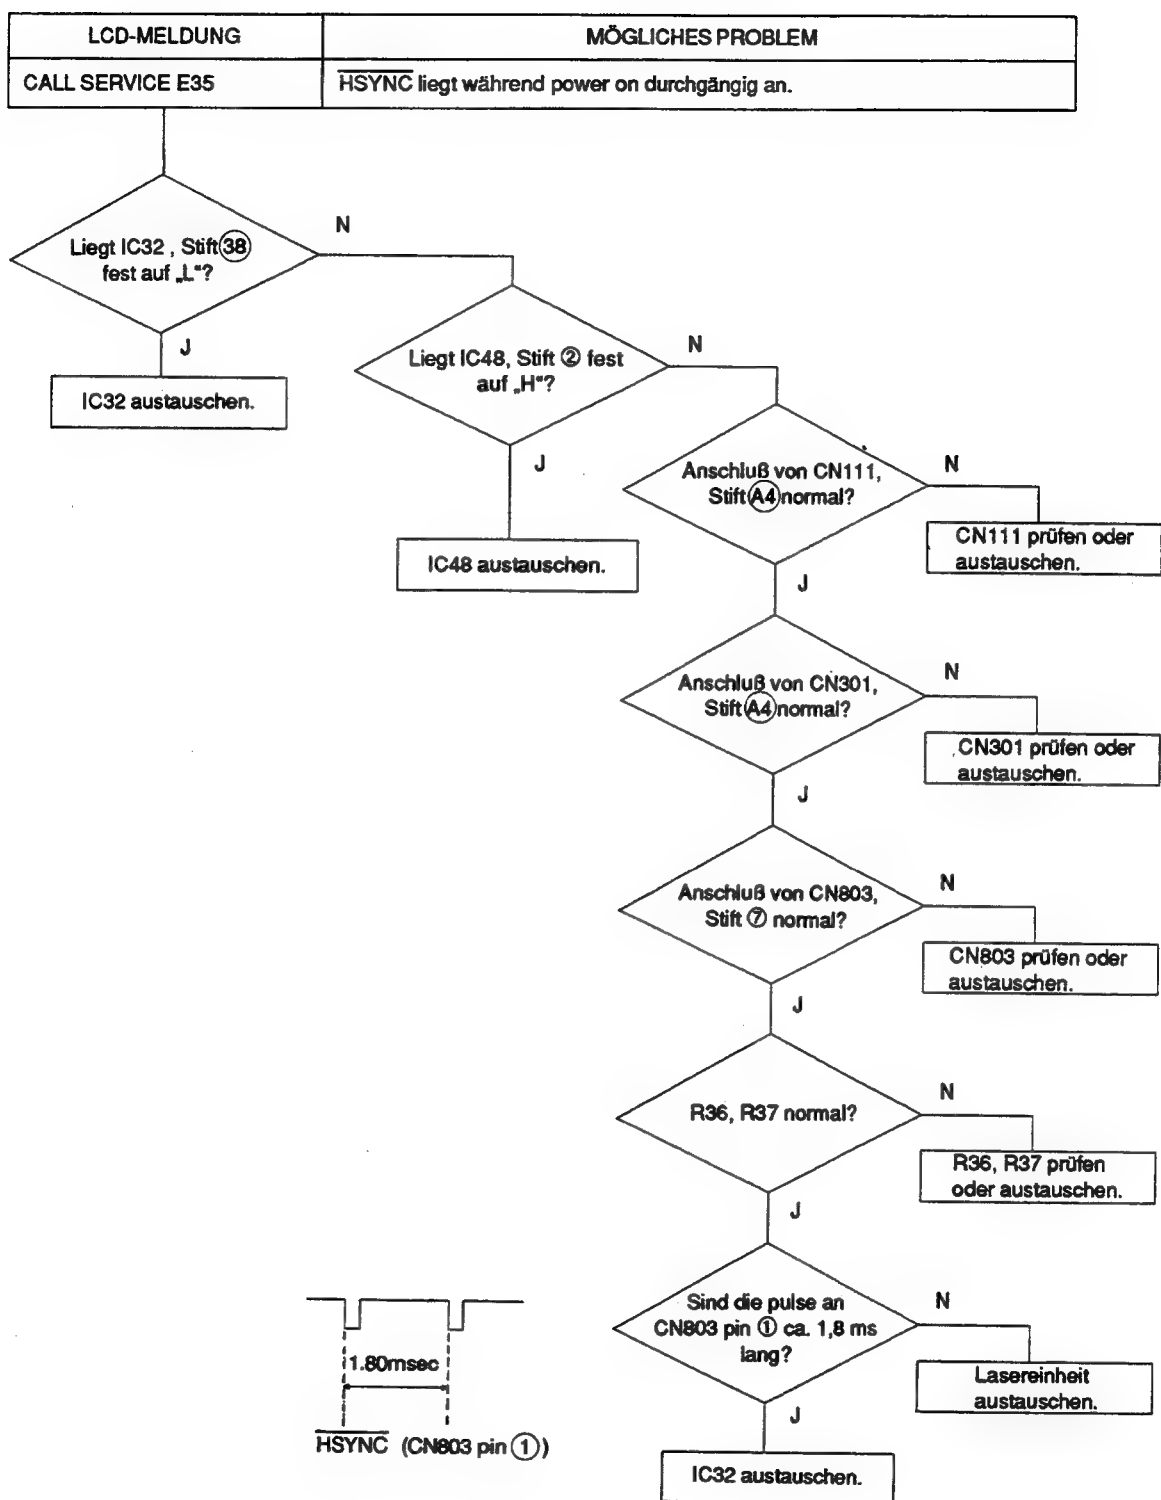 LCD-MELDUNG
MÖGLICHES PROBLEM
CALL SERVICE E35
HSYNC liegt während power on durchgängig an.
Liegt IC32 , Stift 38
fest auf „L“?
N
J
IC32 austauschen.
Liegt IC48, Stift ② fest
auf „H“?
N
J
IC48 austauschen.
Anschluß von CN111,
Stift A4 normal?
N
CN111 prüfen oder
austauschen.
J
Anschluß von CN301,
Stift A4 normal?
N
CN301 prüfen oder
austauschen.
J
Anschluß von CN803,
Stift ⑦ normal?
N
CN803 prüfen oder
austauschen.
J
R36, R37 normal?
N
R36, R37 prüfen
oder austauschen.
J
Sind die pulse an
CN803 pin ① ca. 1,8 ms
lang?
N
Lasereinheit
austauschen.
J
IC32 austauschen.
1.80msec
HSYNC (CN803 pin ①)